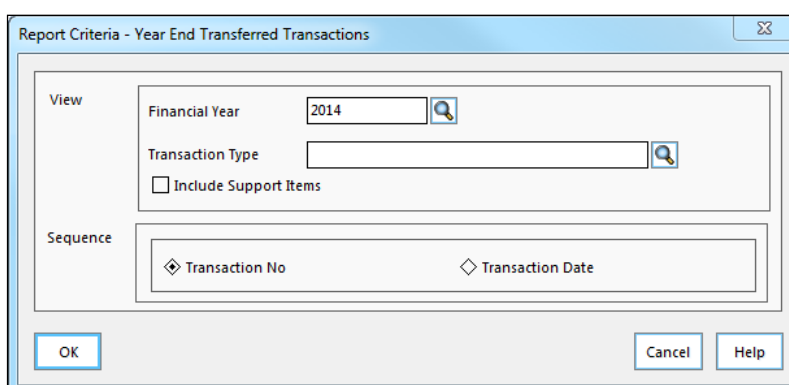 Report Criteria - Year End Transferred Transactions
View
Financial Year 2014
Transaction Type
Include Support Items
Sequence
Transaction No Transaction Date
OK Cancel Help